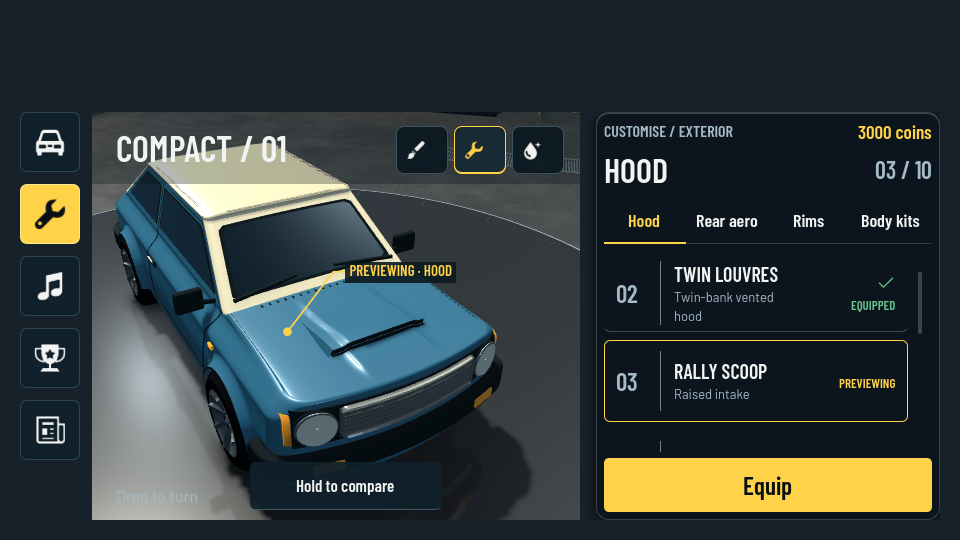 COMPACT / 01
PREVIEWING · HOOD
Drag to turn
Hold to compare
CUSTOMISE / EXTERIOR
3000 coins
HOOD
03 / 10
Hood
Rear aero
Rims
Body kits
02
TWIN LOUVRES
Twin-bank vented
hood
EQUIPPED
03
RALLY SCOOP
Raised intake
PREVIEWING
Equip